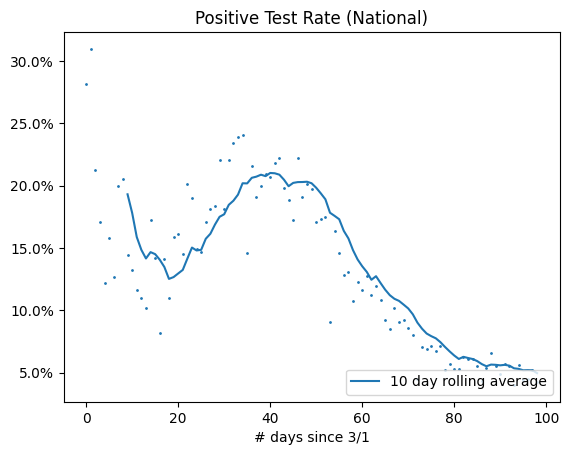 Positive Test Rate (National)
30.0%
25.0%
20.0%
15.0%
10.0%
5.0%
10 day rolling average
0 20 40 60 80 100
# days since 3/1